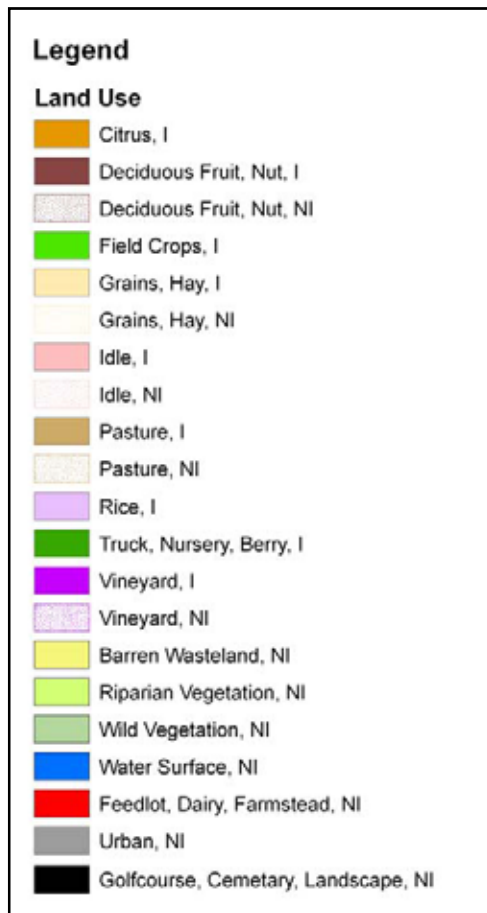 Legend
Land Use
Citrus, I
Deciduous Fruit, Nut, I
Deciduous Fruit, Nut, NI
Field Crops, I
Grains, Hay, I
Grains, Hay, NI
Idle, I
Idle, NI
Pasture, I
Pasture, NI
Rice, I
Truck, Nursery, Berry, I
Vineyard, I
Vineyard, NI
Barren Wasteland, NI
Riparian Vegetation, NI
Wild Vegetation, NI
Water Surface, NI
Feedlot, Dairy, Farmstead, NI
Urban, NI
Golfcourse, Cemetary, Landscape, NI